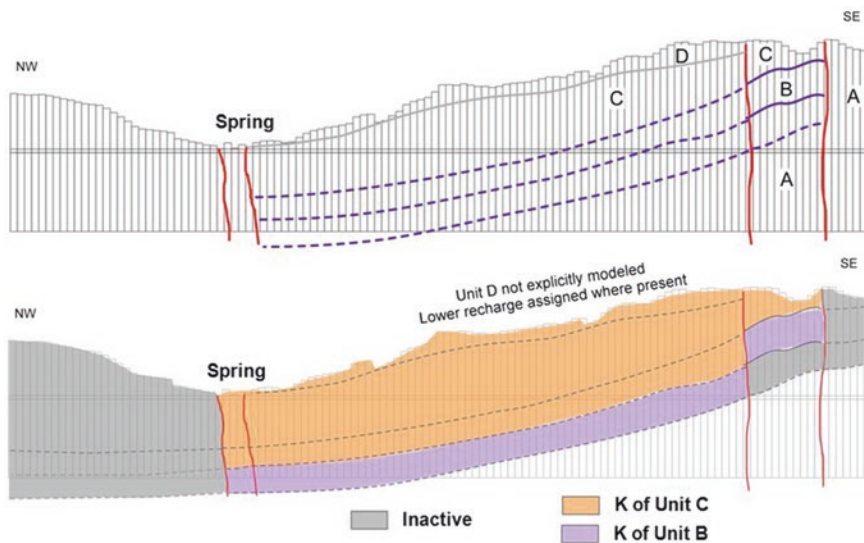 SE
NW
D
C
C
B
A
Spring
A
SE
Unit D not explicitly modeled
Lower recharge assigned where present
NW
Spring
Inactive
K of Unit C
K of Unit B